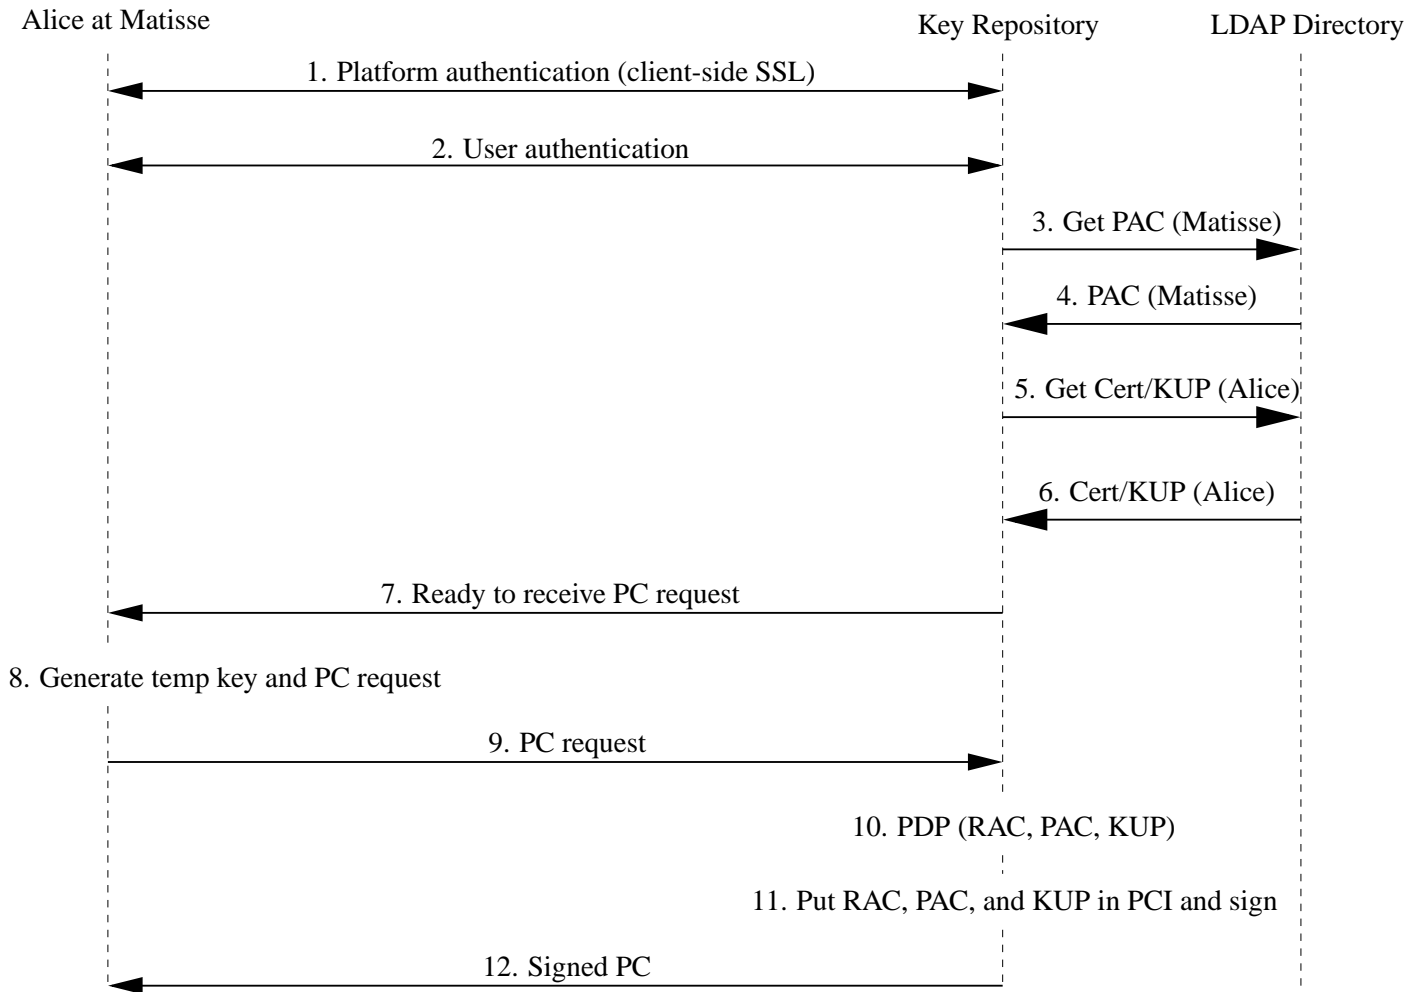 Alice at Matisse
Key Repository
LDAP Directory
1. Platform authentication (client-side SSL)
2. User authentication
3. Get PAC (Matisse)
4. PAC (Matisse)
5. Get Cert/KUP (Alice)
6. Cert/KUP (Alice)
7. Ready to receive PC request
8. Generate temp key and PC request
9. PC request
10. PDP (RAC, PAC, KUP)
11. Put RAC, PAC, and KUP in PCI and sign
12. Signed PC